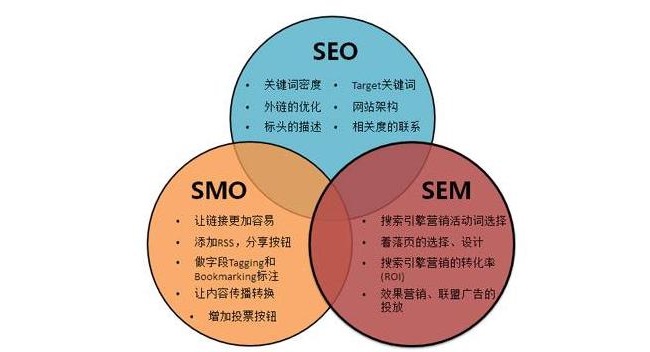 SEO
• 关键词密度 • Target关键词
• 外链的优化 • 网站架构
• 标头的描述 • 相关度的联系
SMO
• 让链接更加容易
• 添加RSS，分享按钮
• 做字段Tagging和
Bookmarking标注
• 让内容传播转换
• 增加投票按钮
SEM
• 搜索引擎营销活动词选择
• 着落页的选择、设计
• 搜索引擎营销的转化率
(ROI)
• 效果营销、联盟广告的
投放